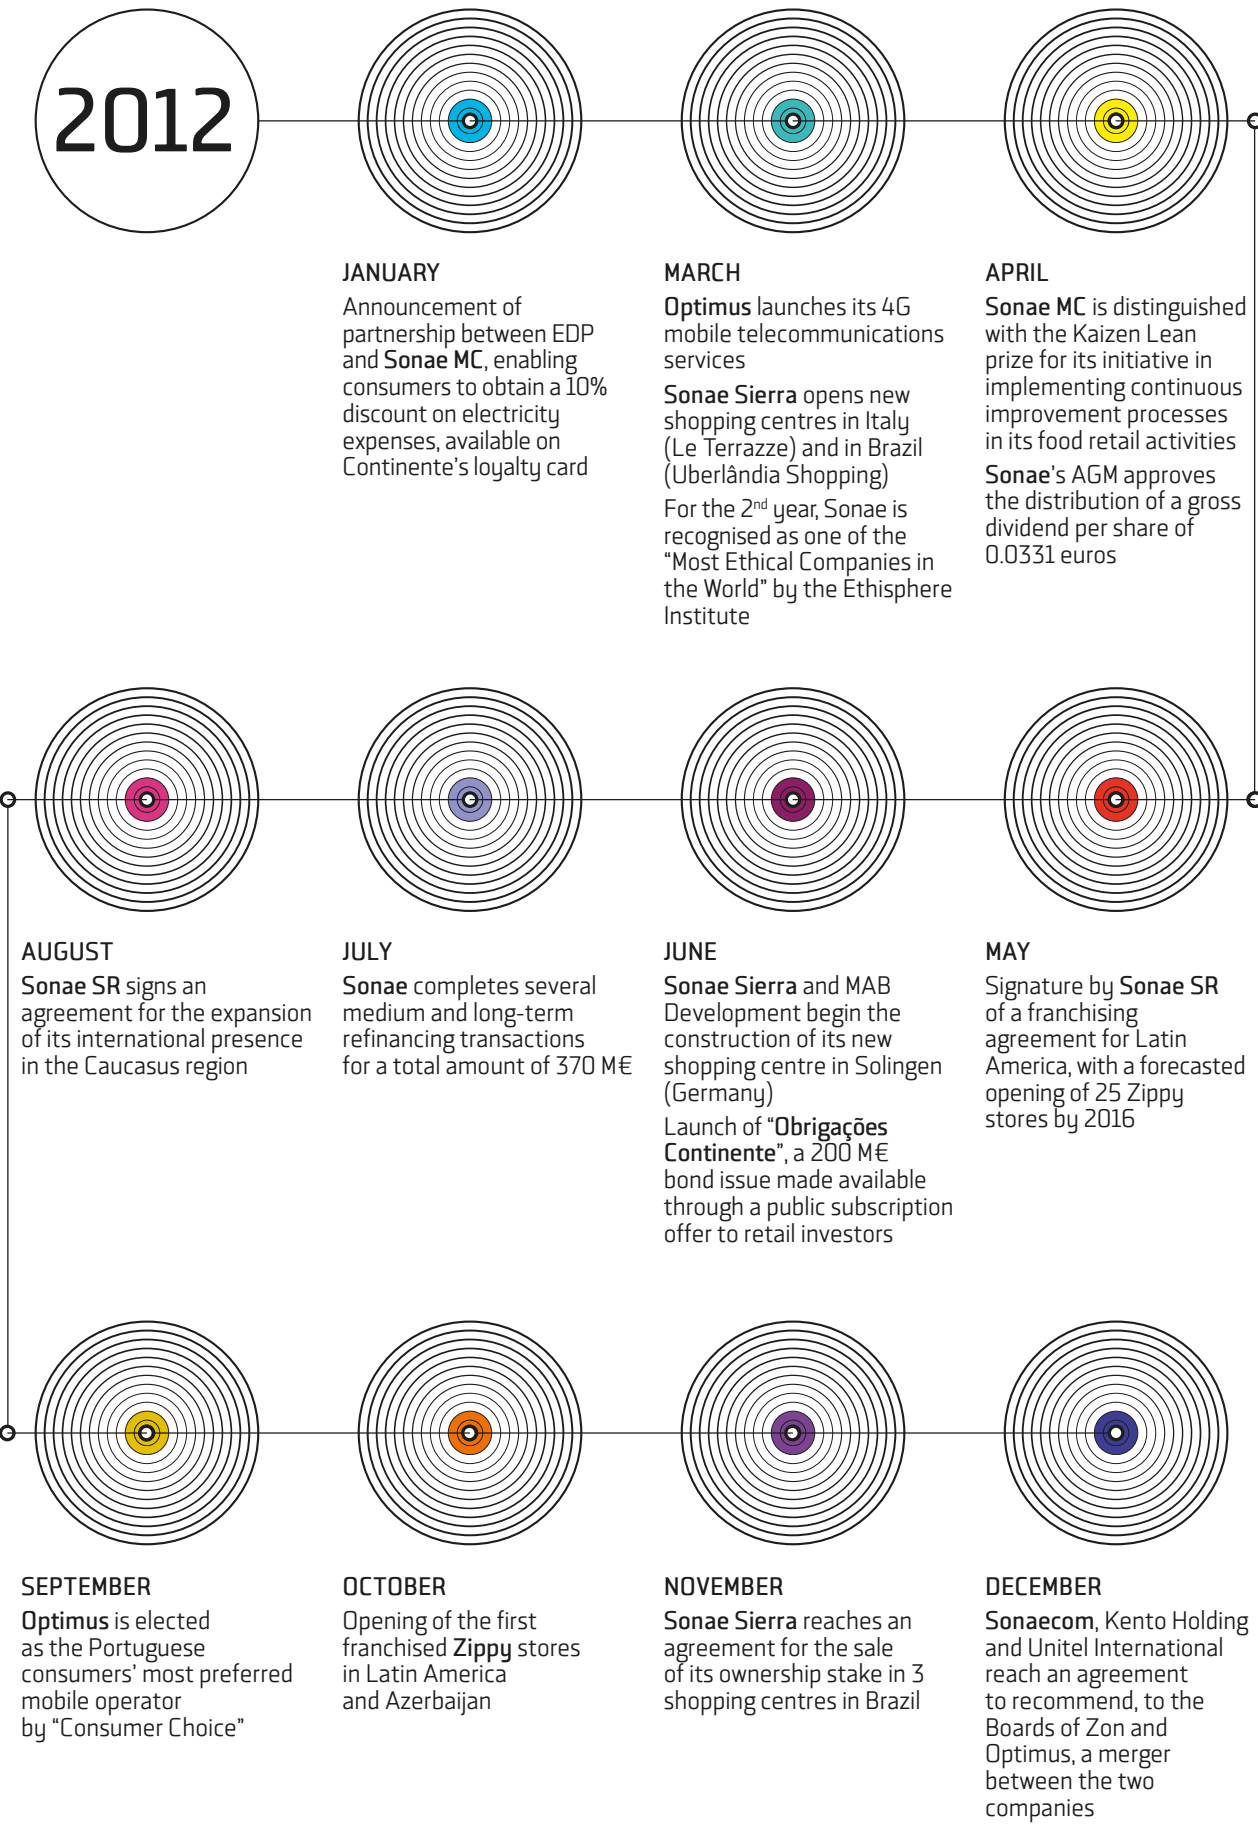 2012
JANUARY
Announcement of
partnership between EDP
and Sonae MC, enabling
consumers to obtain a 10%
discount on electricity
expenses, available on
Continente's loyalty card
MARCH
Optimus launches its 4G
mobile telecommunications
services
Sonae Sierra opens new
shopping centres in Italy
(Le Terrazze) and in Brazil
(Uberlândia Shopping)
For the 2nd year, Sonae is
recognised as one of the
“Most Ethical Companies in
the World” by the Ethisphere
Institute
APRIL
Sonae MC is distinguished
with the Kaizen Lean
prize for its initiative in
implementing continuous
improvement processes
in its food retail activities
Sonae's AGM approves
the distribution of a gross
dividend per share of
0.0331 euros
AUGUST
Sonae SR signs an
agreement for the expansion
of its international presence
in the Caucasus region
JULY
Sonae completes several
medium and long-term
refinancing transactions
for a total amount of 370 M€
JUNE
Sonae Sierra and MAB
Development begin the
construction of its new
shopping centre in Solingen
(Germany)
Launch of “Obrigações
Continente”, a 200 M€
bond issue made available
through a public subscription
offer to retail investors
MAY
Signature by Sonae SR
of a franchising
agreement for Latin
America, with a forecasted
opening of 25 Zippy
stores by 2016
SEPTEMBER
Optimus is elected
as the Portuguese
consumers' most preferred
mobile operator
by “Consumer Choice”
OCTOBER
Opening of the first
franchised Zippy stores
in Latin America
and Azerbaijan
NOVEMBER
Sonae Sierra reaches an
agreement for the sale
of its ownership stake in 3
shopping centres in Brazil
DECEMBER
Sonaecom, Kento Holding
and Unitel International
reach an agreement
to recommend, to the
Boards of Zon and
Optimus, a merger
between the two
companies